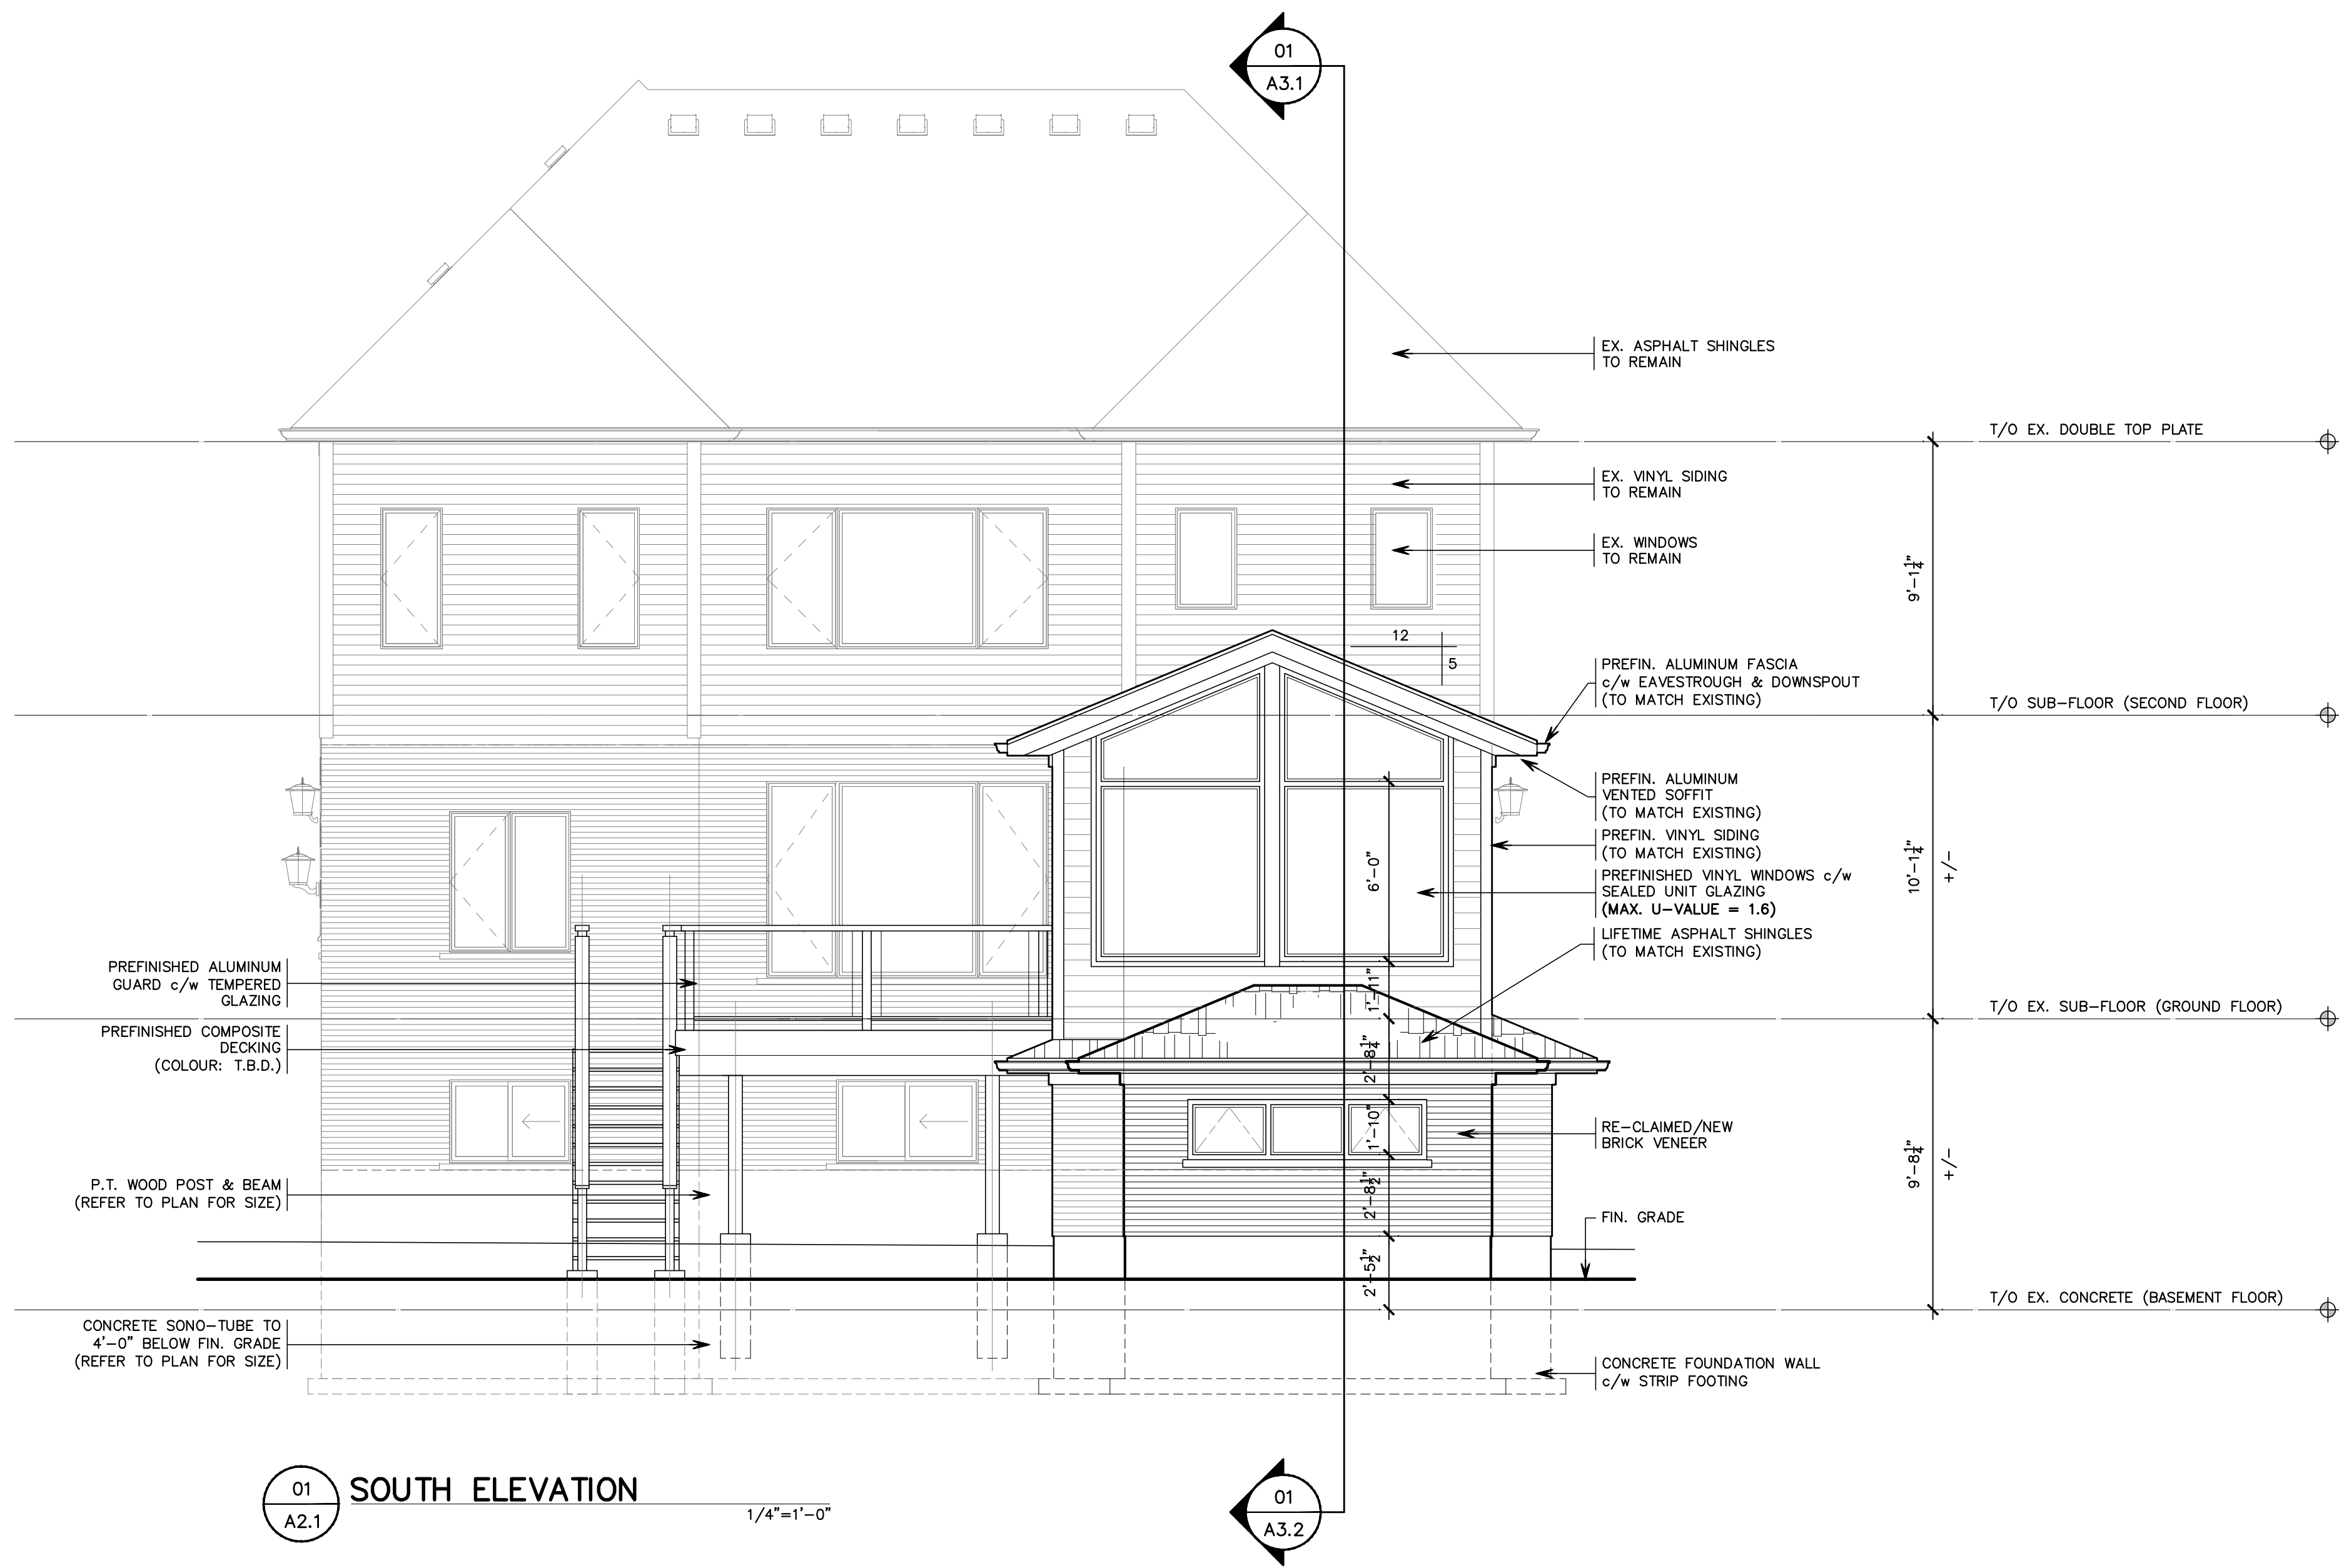 01
A3.1
EX. ASPHALT SHINGLES
TO REMAIN
T/O EX. DOUBLE TOP PLATE
EX. VINYL SIDING
TO REMAIN
EX. WINDOWS
TO REMAIN
9'-1¼"
12
5
PREFIN. ALUMINUM FASCIA
c/w EAVESTROUGH & DOWNSPOUT
(TO MATCH EXISTING)
T/O SUB-FLOOR (SECOND FLOOR)
PREFIN. ALUMINUM
VENTED SOFFIT
(TO MATCH EXISTING)
PREFIN. VINYL SIDING
(TO MATCH EXISTING)
6'-0"
PREFINISHED VINYL WINDOWS c/w
SEALED UNIT GLAZING
(MAX. U-VALUE = 1.6)
10'-1¼"
+/-
LIFETIME ASPHALT SHINGLES
(TO MATCH EXISTING)
PREFINISHED ALUMINUM
GUARD c/w TEMPERED
GLAZING
1'-11"
T/O EX. SUB-FLOOR (GROUND FLOOR)
PREFINISHED COMPOSITE
DECKING
(COLOUR: T.B.D.)
2'-8¼"
1'-10"
RE-CLAIMED/NEW
BRICK VENEER
9'-8¼"
+/-
P.T. WOOD POST & BEAM
(REFER TO PLAN FOR SIZE)
2'-8½"
FIN. GRADE
2'-5½"
T/O EX. CONCRETE (BASEMENT FLOOR)
CONCRETE SONO-TUBE TO
4'-0" BELOW FIN. GRADE
(REFER TO PLAN FOR SIZE)
CONCRETE FOUNDATION WALL
c/w STRIP FOOTING
01
A2.1
SOUTH ELEVATION
1/4"=1'-0"
01
A3.2